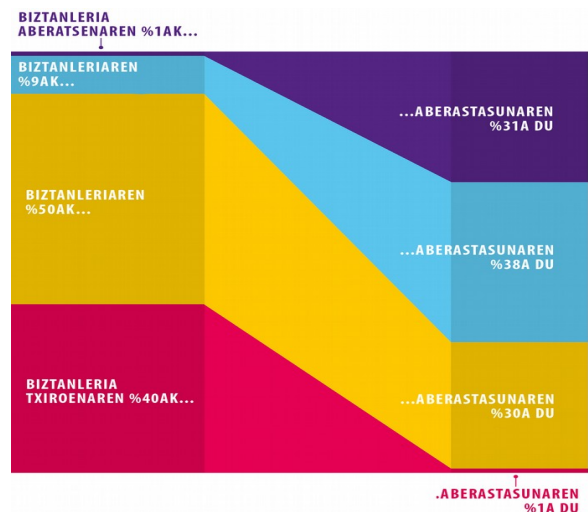 BIZTANLERIA
ABERATSENAREN %1AK...
BIZTANLERIAREN
%9AK...
...ABERASTASUNAREN
%31A DU
BIZTANLERIAREN
%50AK...
...ABERASTASUNAREN
%38A DU
BIZTANLERIA
TXIROENAREN %40AK...
...ABERASTASUNAREN
%30A DU
.ABERASTASUNAREN
%1A DU